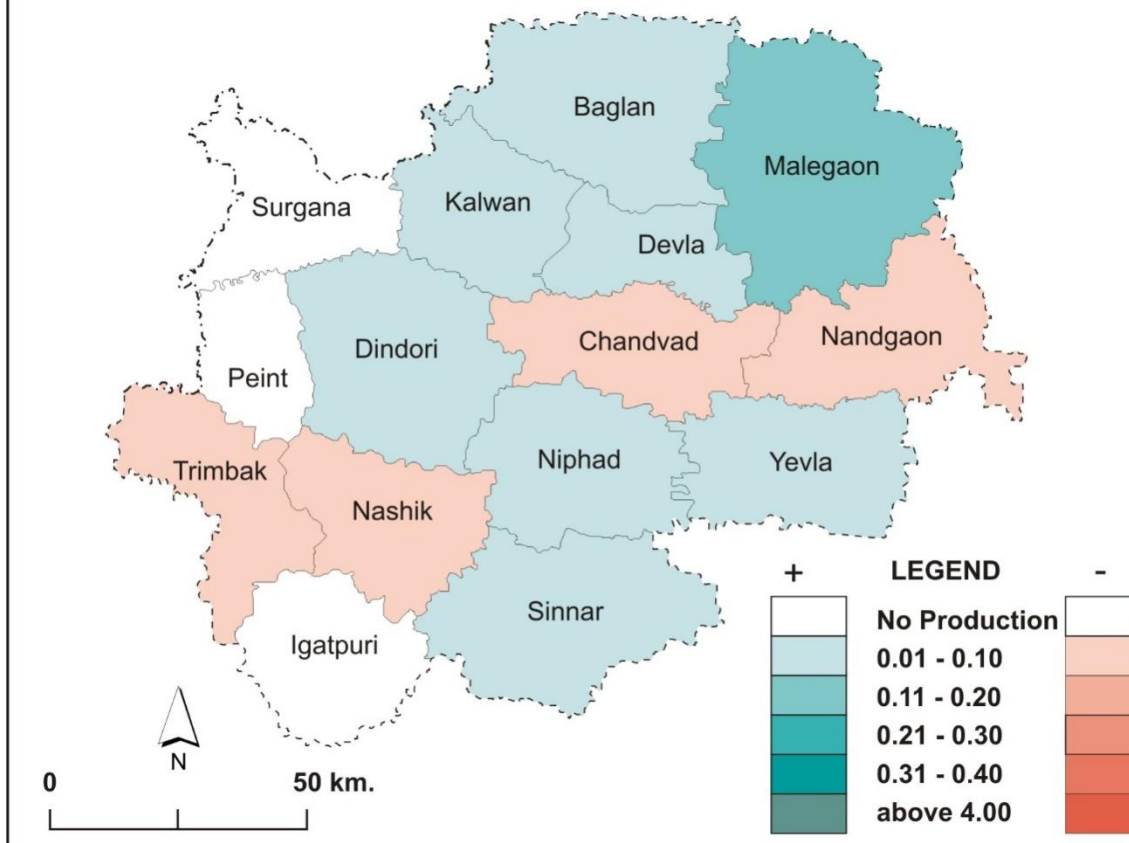 Baglan
Malegaon
Surgana
Kalwan
Devla
Dindori
Chandvad
Nandgaon
Peint
Trimbak
Niphad
Yevla
Nashik
Sinnar
Igatpuri
+ LEGEND -
No Production
0.01 - 0.10
0.11 - 0.20
0.21 - 0.30
0.31 - 0.40
above 4.00
N
0 50 km.